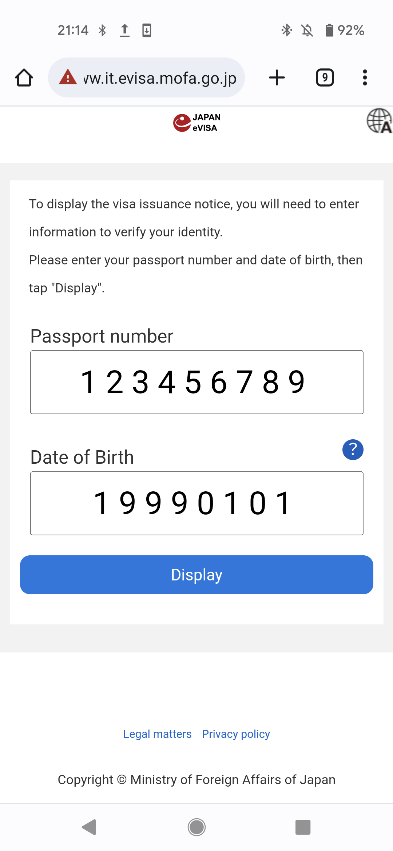 21:14
92%
vw.it.evisa.mofa.go.jp
9
JAPAN
eVISA
A
To display the visa issuance notice, you will need to enter
information to verify your identity.
Please enter your passport number and date of birth, then
tap "Display".
Passport number
123456789
Date of Birth
?
19990101
Display
Legal matters Privacy policy
Copyright © Ministry of Foreign Affairs of Japan